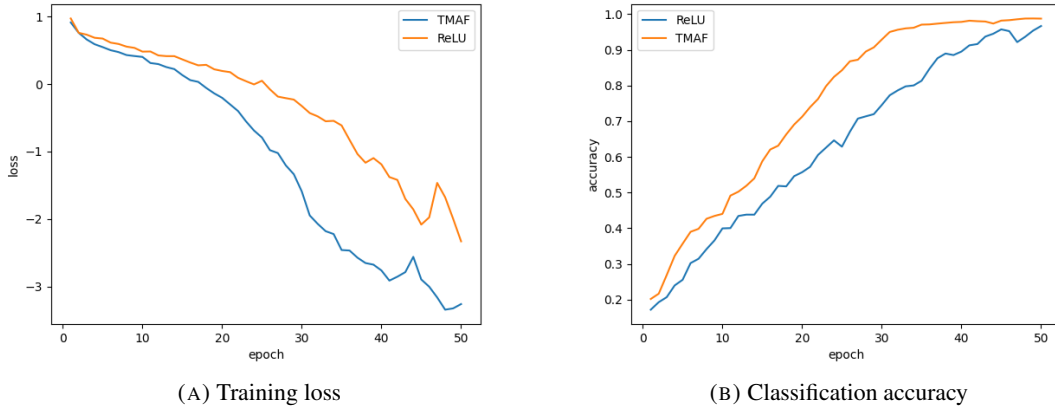 TMAF
ReLU
1
0
−1
−2
−3
loss
0
10
20
30
40
50
epoch
(A) Training loss
ReLU
TMAF
1.0
0.9
0.8
0.7
0.6
0.5
0.4
0.3
0.2
accuracy
0
10
20
30
40
50
epoch
(B) Classification accuracy